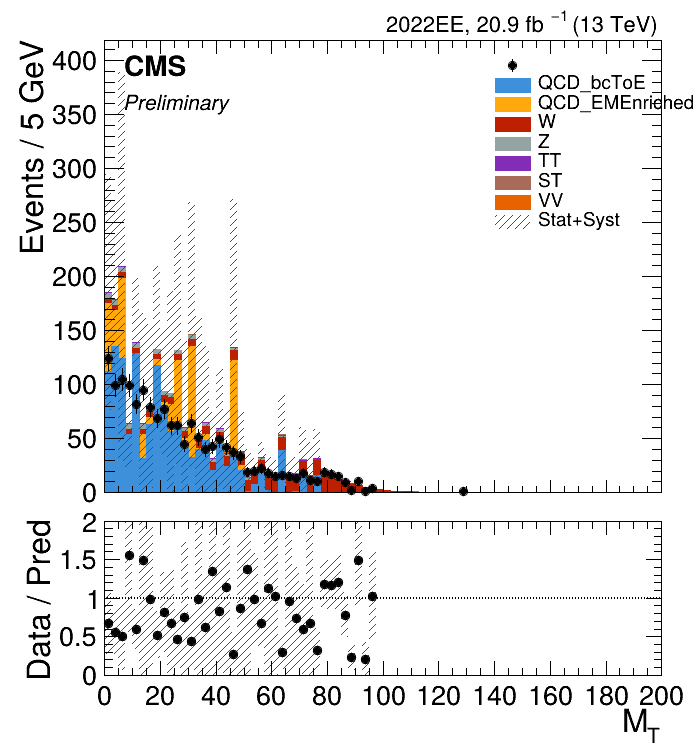 2022EE, 20.9 fb ⁻¹ (13 TeV)
Events / 5 GeV
400
350
300
250
200
150
100
50
0
CMS
Preliminary
QCD_bcToE
QCD_EMEnriched
W
Z
TT
ST
VV
Stat+Syst
Data / Pred
2
1.5
1
0.5
0
0 20 40 60 80 100 120 140 160 180 200
M_T